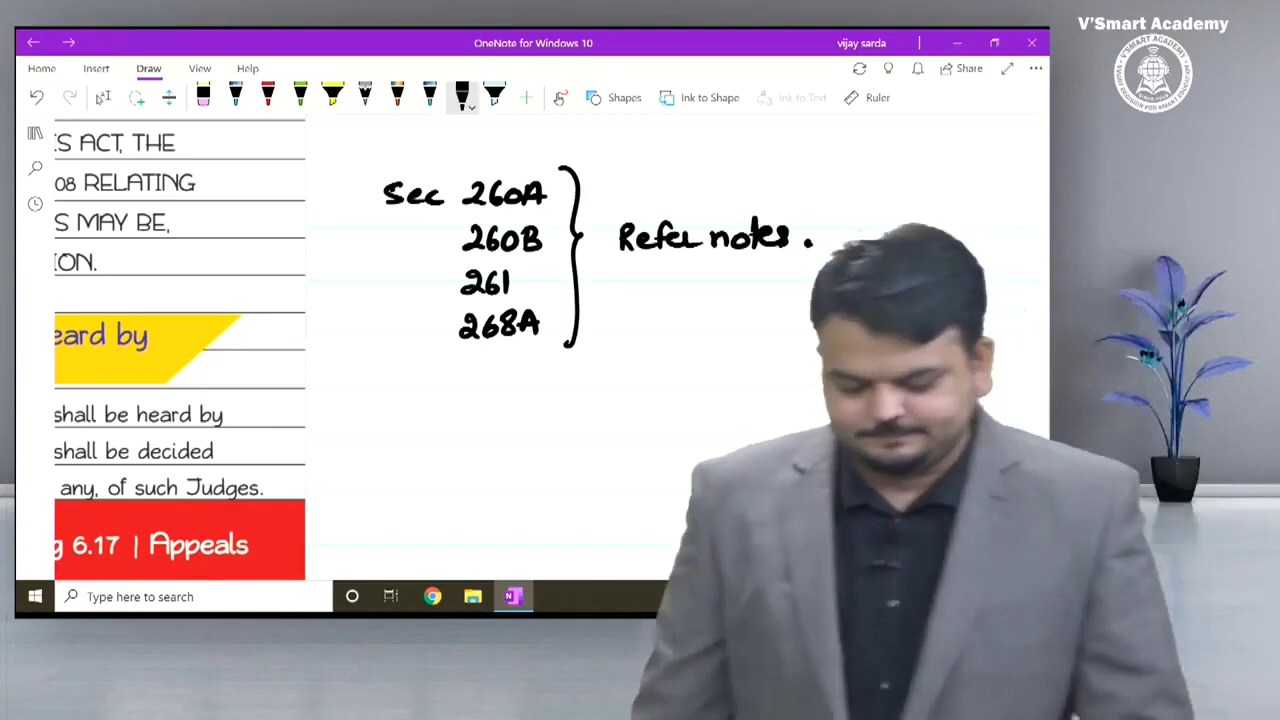 V'Smart Academy
OneNote for Windows 10
vijay sarda
Home Insert Draw View Help
Share
Shapes Ink to Shape Ink to Text Ruler
ES ACT, THE
08 RELATING
S MAY BE,
ION.
eard by
shall be heard by
shall be decided
any, of such Judges.
g 6.17 | Appeals
Sec 260A
260B
261
268A
Refer notes.
Type here to search